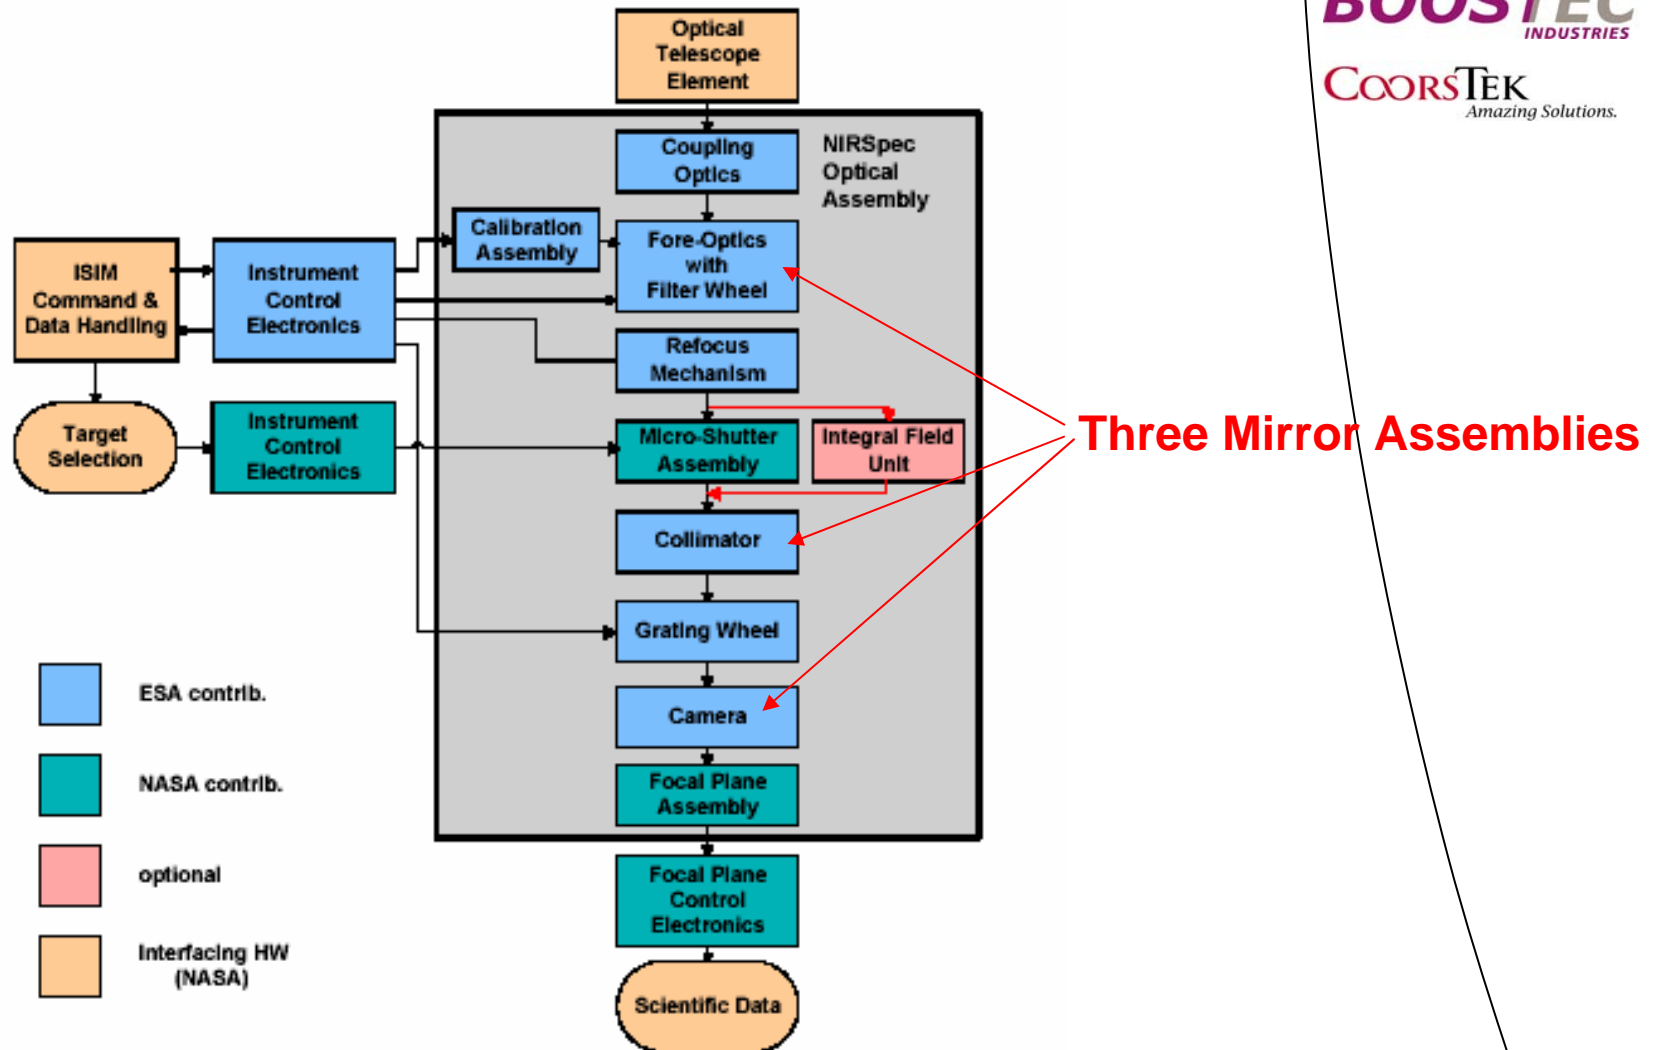 BOOSTEC
INDUSTRIES
COORSTEK
Amazing Solutions.
Optical
Telescope
Element
NIRSpec
Optical
Assembly
Coupling
Optics
Calibration
Assembly
Fore-Optics
with
Filter Wheel
ISIM
Command &
Data Handling
Instrument
Control
Electronics
Refocus
Mechanism
Target
Selection
Instrument
Control
Electronics
Micro-Shutter
Assembly
Integral Field
Unit
Three Mirror Assemblies
Collimator
Grating Wheel
Camera
Focal Plane
Assembly
Focal Plane
Control
Electronics
Scientific Data
ESA contrib.
NASA contrib.
optional
Interfacing HW
(NASA)